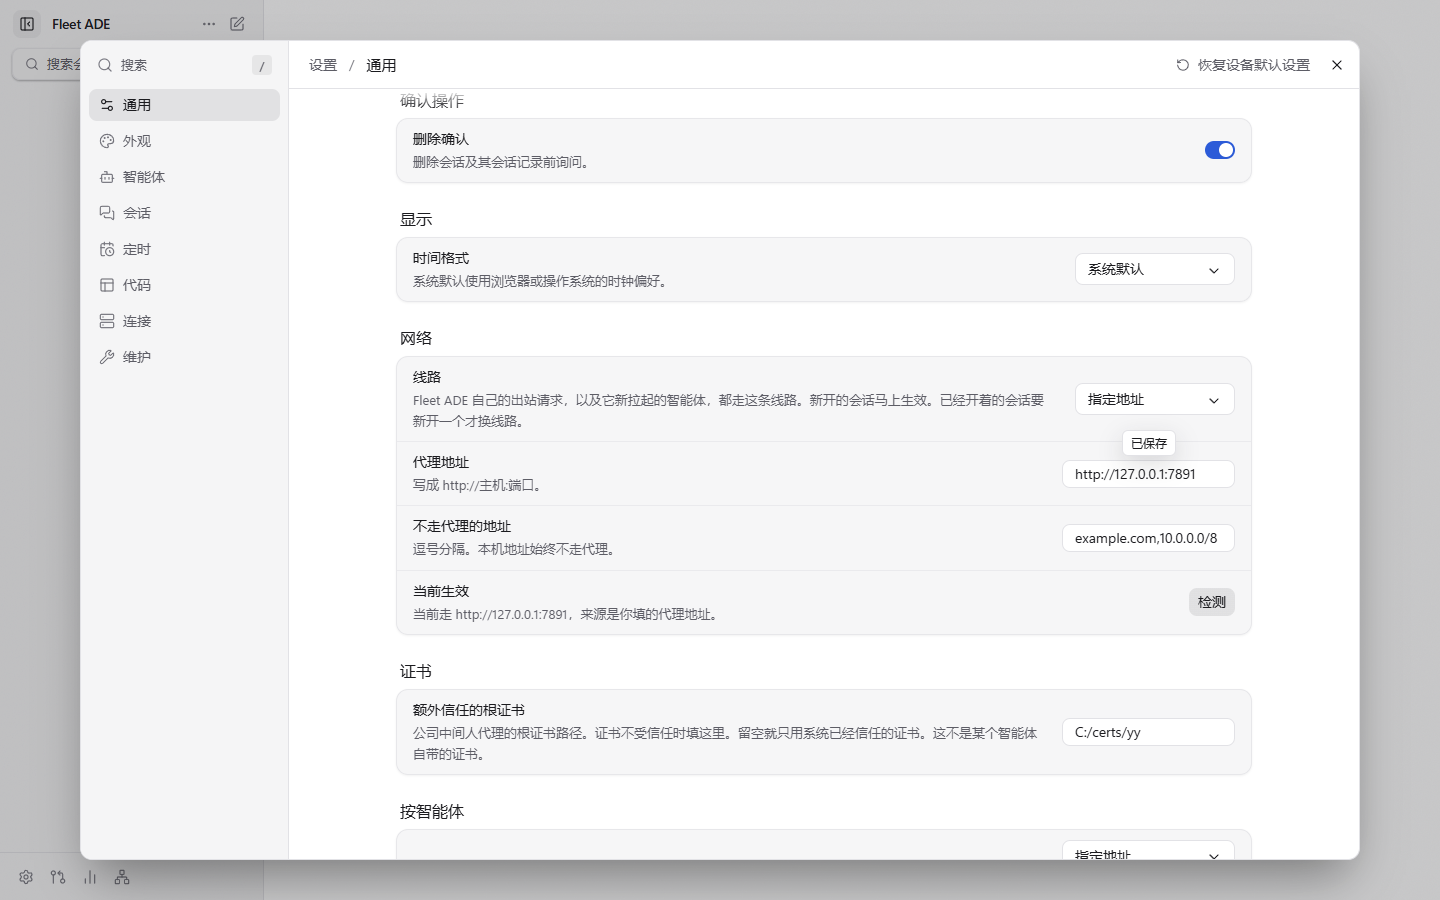 Fleet ADE
搜索会
搜索
/
通用
外观
智能体
会话
定时
代码
连接
维护
设置 / 通用
恢复设备默认设置
确认操作
删除确认
删除会话及其会话记录前询问。
显示
时间格式
系统默认使用浏览器或操作系统的时钟偏好。
系统默认
网络
线路
Fleet ADE 自己的出站请求，以及它新拉起的智能体，都走这条线路。新开的会话马上生效。已经开着的会话要
新开一个才换线路。
指定地址
已保存
代理地址
写成 http://主机:端口。
http://127.0.0.1:7891
不走代理的地址
逗号分隔。本机地址始终不走代理。
example.com,10.0.0.0/8
当前生效
当前走 http://127.0.0.1:7891，来源是你填的代理地址。
检测
证书
额外信任的根证书
公司中间人代理的根证书路径。证书不受信任时填这里。留空就只用系统已经信任的证书。这不是某个智能体
自带的证书。
C:/certs/yy
按智能体
指定地址